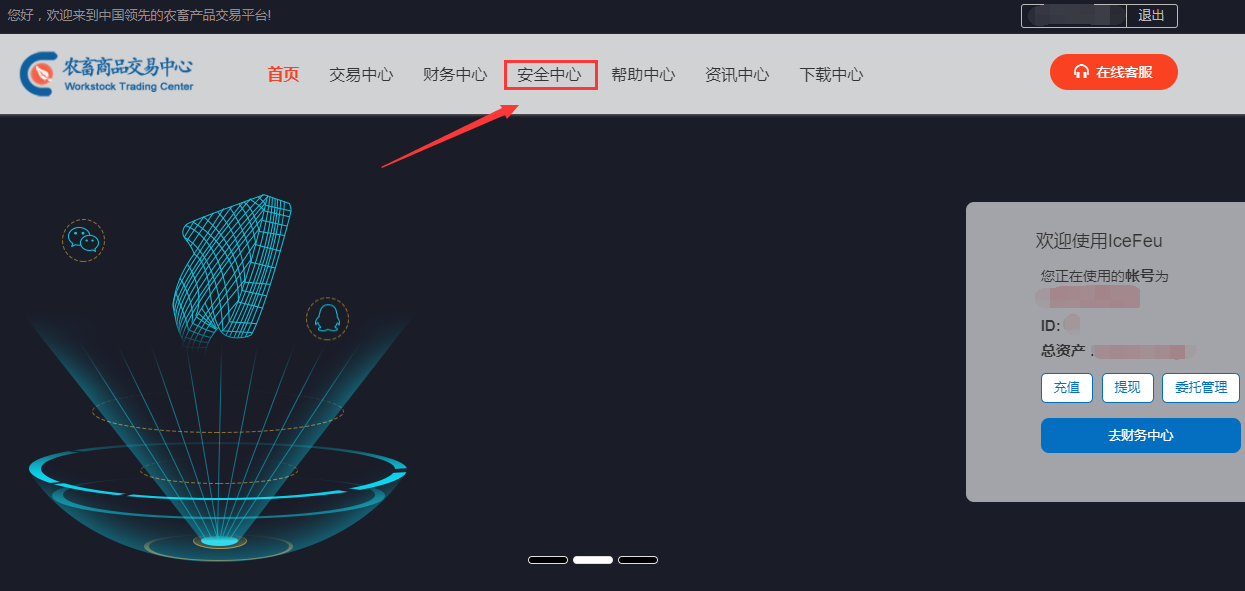 您好，欢迎来到中国领先的农畜产品交易平台!
退出
农畜商品交易中心
Workstock Trading Center
首页 交易中心 财务中心 安全中心 帮助中心 资讯中心 下载中心
在线客服
欢迎使用IceFeu
您正在使用的帐号为
ID:
总资产
充值 提现 委托管理
去财务中心